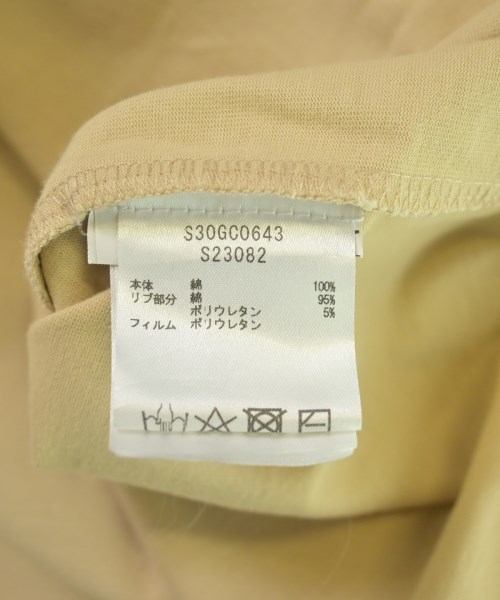 S30GC0643
S23082
本体 綿 100%
リブ部分 綿 95%
ポリウレタン 5%
フィルム ポリウレタン